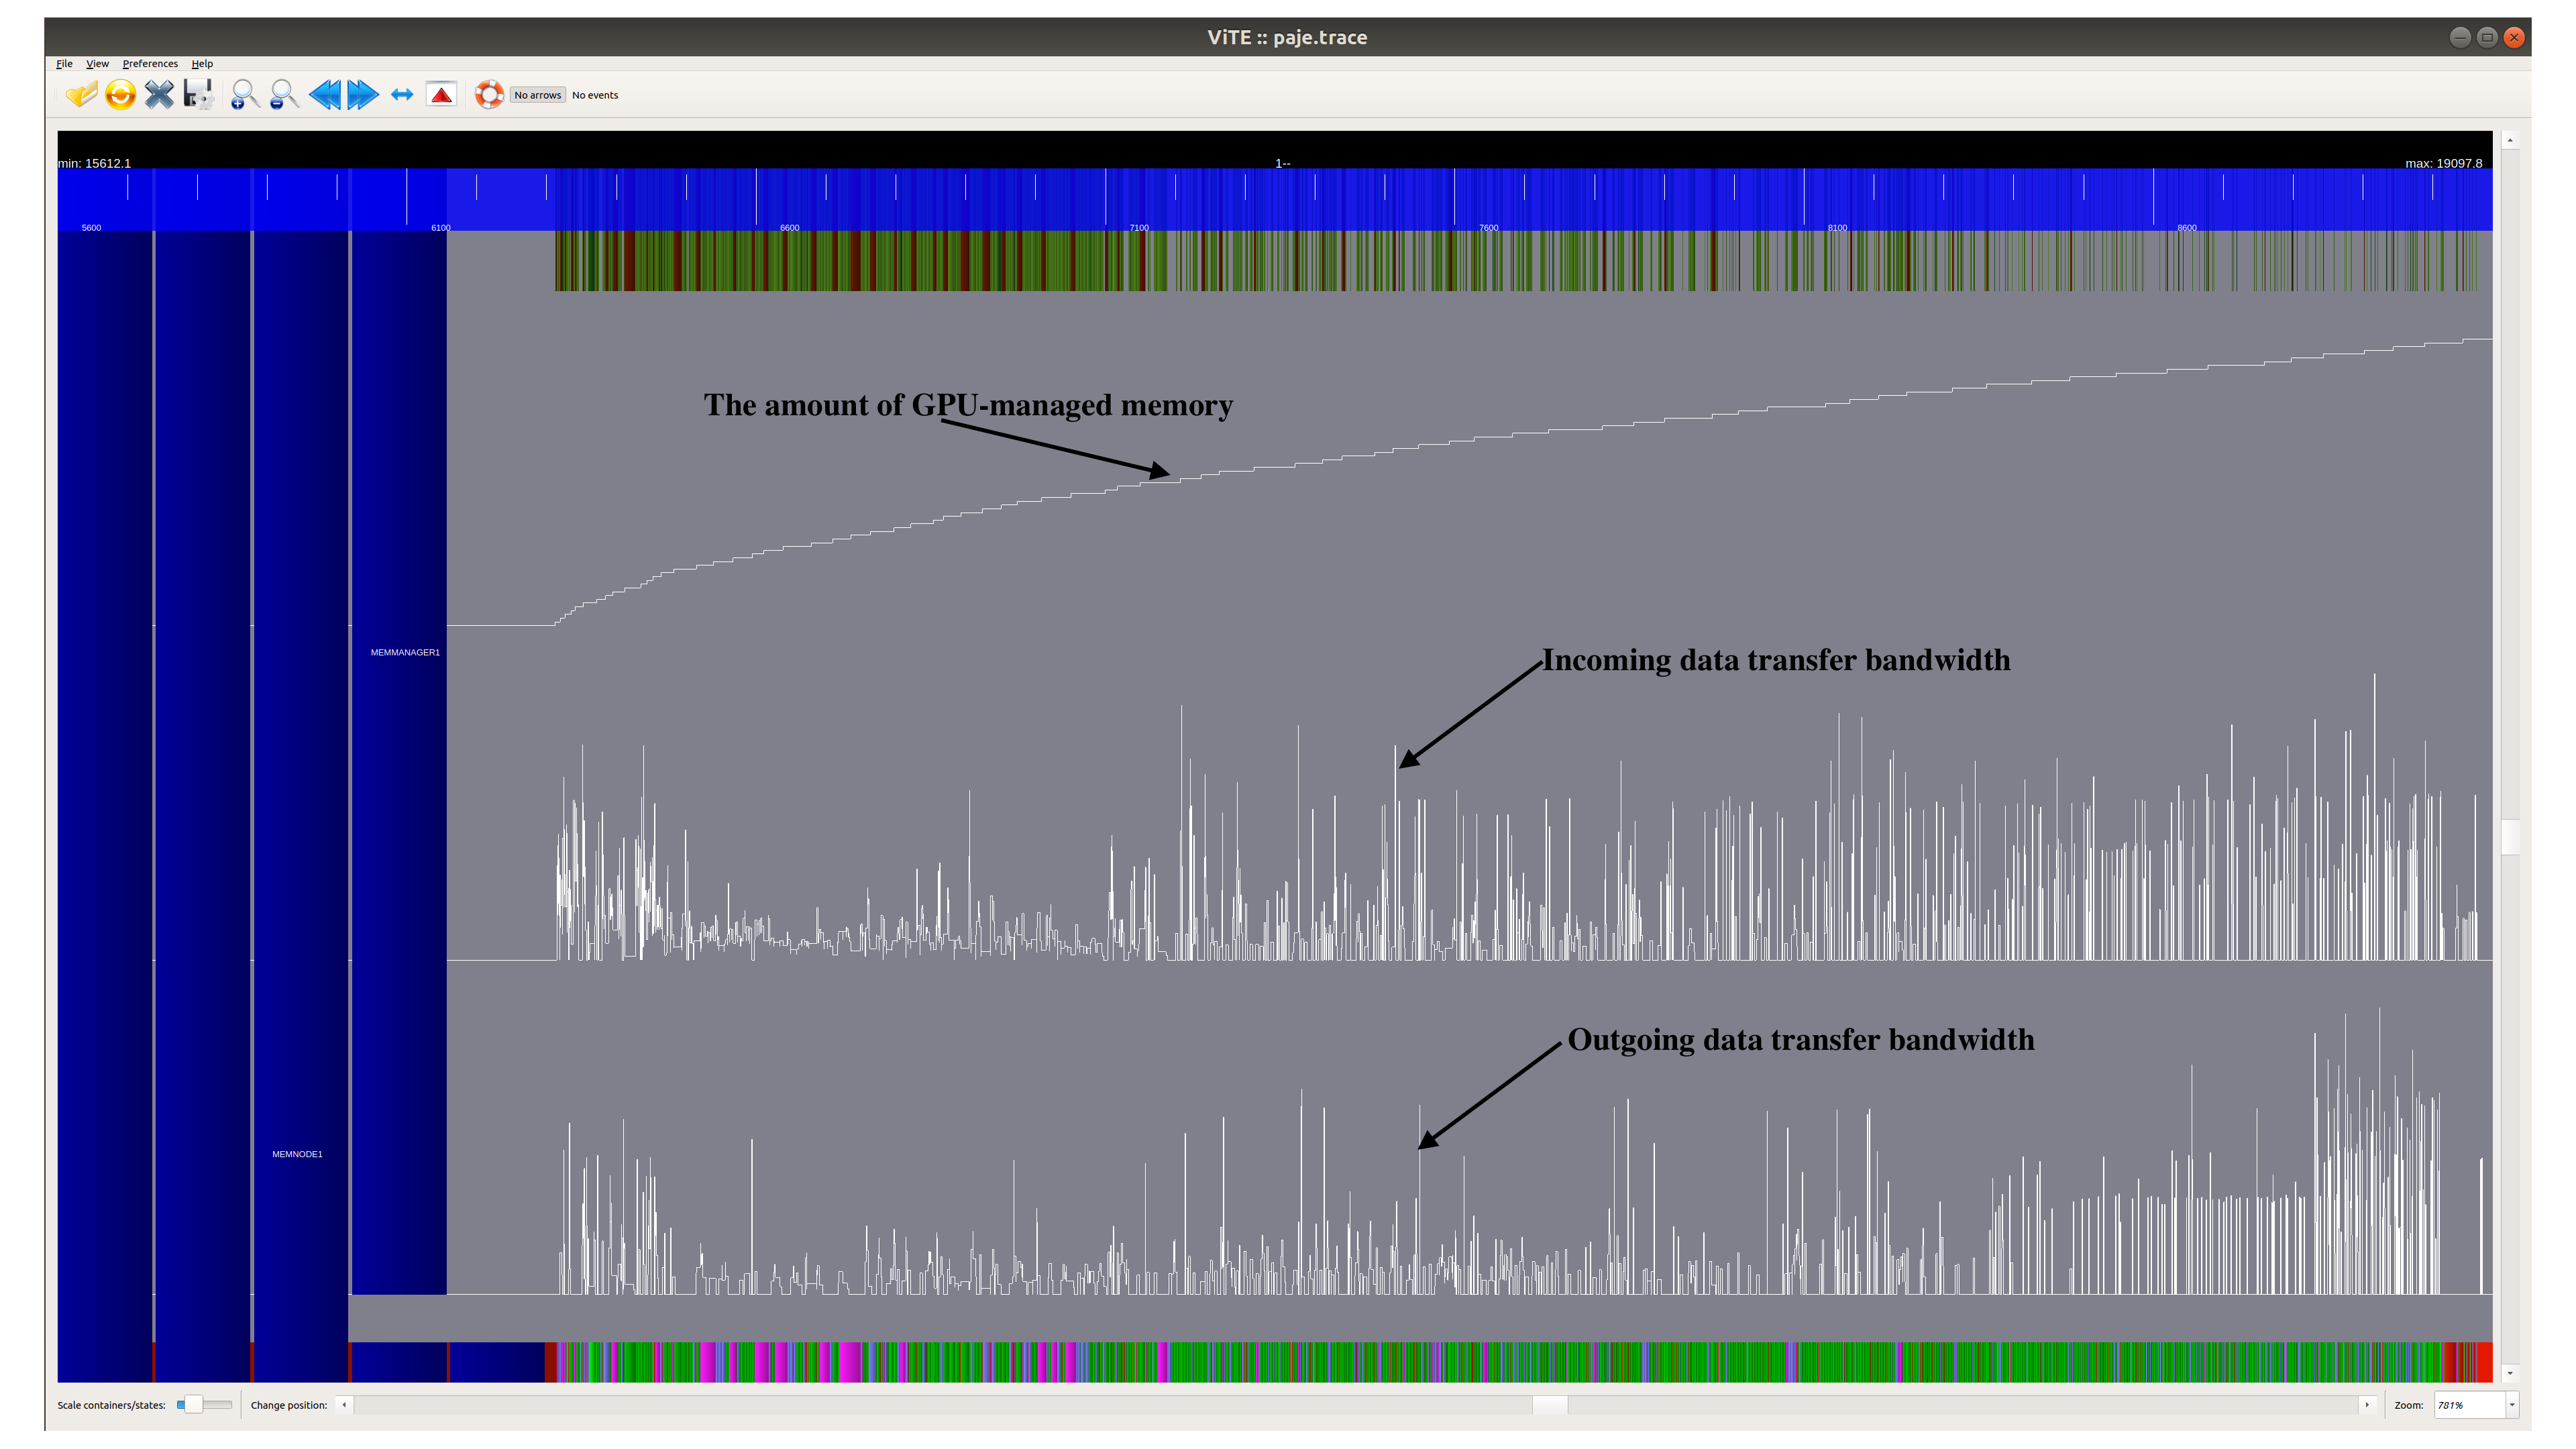 ViTE :: paje.trace
File View Preferences Help
No arrows No events
min: 15612.1 1-- max: 19097.8
5600 6100 6600 7100 7600 8100 8600
The amount of GPU-managed memory
MEMMANAGER1
Incoming data transfer bandwidth
Outgoing data transfer bandwidth
MEMNODE1
Scale containers/states: Change position: Zoom: 781%